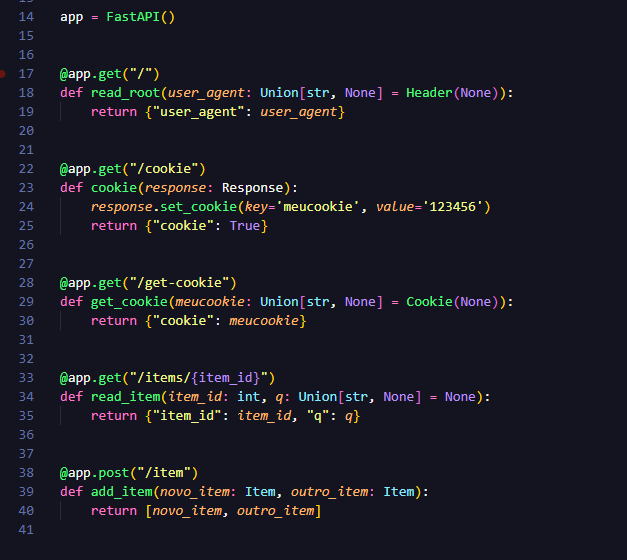 14 app = FastAPI()
15
16
17 @app.get("/")
18 def read_root(user_agent: Union[str, None] = Header(None)):
19     return {"user_agent": user_agent}
20
21
22 @app.get("/cookie")
23 def cookie(response: Response):
24     response.set_cookie(key='meucookie', value='123456')
25     return {"cookie": True}
26
27
28 @app.get("/get-cookie")
29 def get_cookie(meucookie: Union[str, None] = Cookie(None)):
30     return {"cookie": meucookie}
31
32
33 @app.get("/items/{item_id}")
34 def read_item(item_id: int, q: Union[str, None] = None):
35     return {"item_id": item_id, "q": q}
36
37
38 @app.post("/item")
39 def add_item(novo_item: Item, outro_item: Item):
40     return [novo_item, outro_item]
41